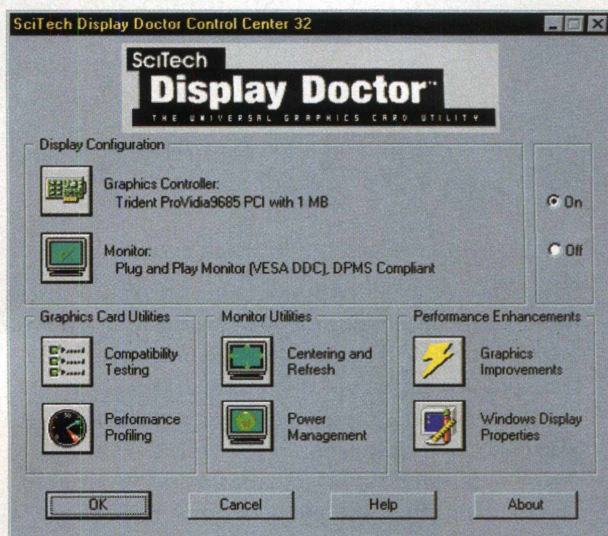 SciTech Display Doctor Control Center 32
SciTech
Display Doctor™
THE UNIVERSAL GRAPHICS CARD UTILITY
Display Configuration
Graphics Controller:
Trident ProVidia9685 PCI with 1 MB
On
Monitor:
Plug and Play Monitor (VESA DDC), DPMS Compliant
Off
Graphics Card Utilities
Compatibility
Testing
Performance
Profiling
Monitor Utilities
Centering and
Refresh
Power
Management
Performance Enhancements
Graphics
Improvements
Windows Display
Properties
OK
Cancel
Help
About